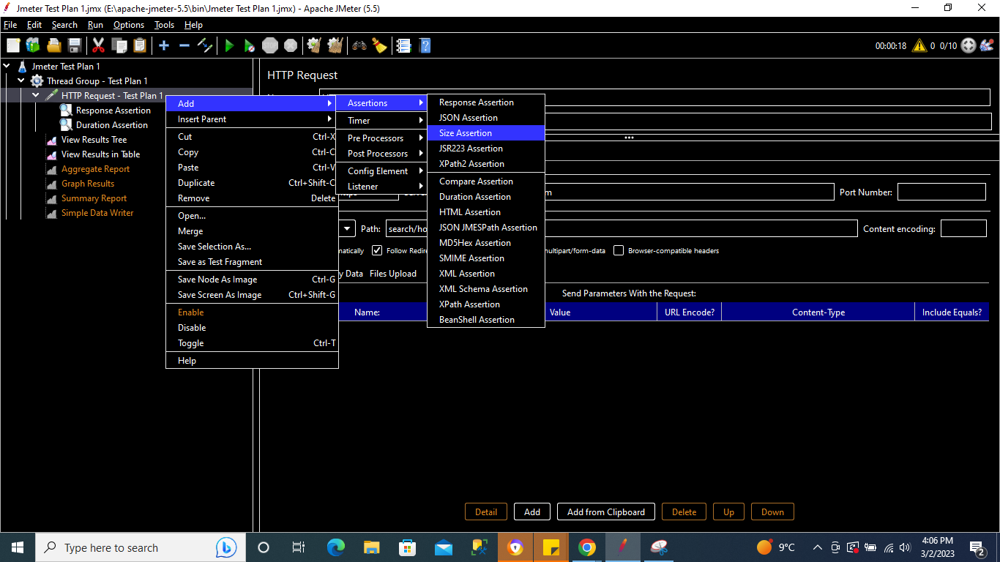 Jmeter Test Plan 1.jmx (E:\apache-jmeter-5.5\bin\Jmeter Test Plan 1.jmx) - Apache JMeter (5.5)
File Edit Search Run Options Tools Help
00:00:18 0 0/10
Jmeter Test Plan 1
Thread Group - Test Plan 1
HTTP Request - Test Plan 1
Response Assertion
Duration Assertion
View Results Tree
View Results in Table
Aggregate Report
Graph Results
Summary Report
Simple Data Writer
Add
Insert Parent
Cut Ctrl-X
Copy Ctrl-C
Paste Ctrl-V
Duplicate Ctrl+Shift-C
Remove Delete
Open...
Merge
Save Selection As...
Save as Test Fragment
Save Node As Image Ctrl-G
Save Screen As Image Ctrl+Shift-G
Enable
Disable
Toggle Ctrl-T
Help
Assertions
Timer
Pre Processors
Post Processors
Config Element
Listener
Response Assertion
JSON Assertion
Size Assertion
JSR223 Assertion
XPath2 Assertion
Compare Assertion
Duration Assertion
HTML Assertion
JSON JMESPath Assertion
MD5Hex Assertion
SMIME Assertion
XML Assertion
XML Schema Assertion
XPath Assertion
BeanShell Assertion
HTTP Request
m Port Number:
Path: search/ho Content encoding:
matically Follow Redire multipart/form-data Browser-compatible headers
y Data Files Upload
Send Parameters With the Request:
Name: Value URL Encode? Content-Type Include Equals?
Detail Add Add from Clipboard Delete Up Down
Type here to search
9°C
4:06 PM
3/2/2023
2